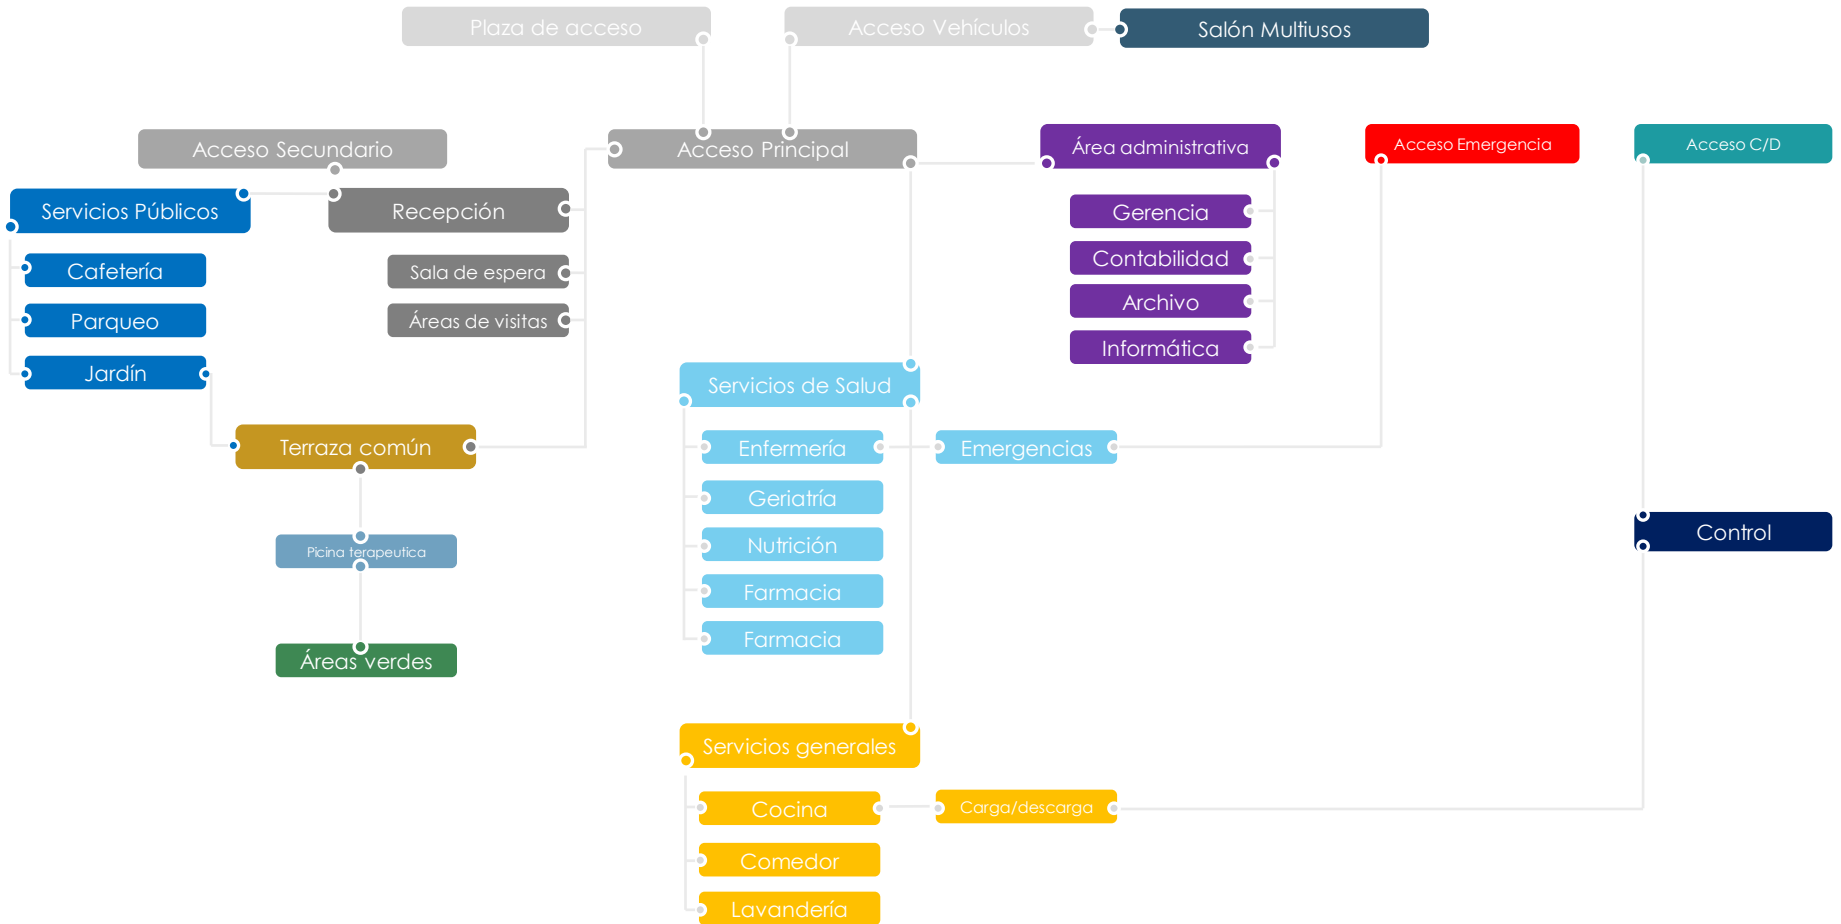 Plaza de acceso
Acceso Vehículos
Salón Multiusos
Acceso Secundario
Acceso Principal
Área administrativa
Acceso Emergencia
Acceso C/D
Servicios Públicos
Recepción
Gerencia
Cafetería
Sala de espera
Contabilidad
Parqueo
Áreas de visitas
Archivo
Informática
Jardín
Servicios de Salud
Terraza común
Enfermería
Emergencias
Geriatría
Control
Picina terapeutica
Nutrición
Farmacia
Farmacia
Áreas verdes
Servicios generales
Cocina
Carga/descarga
Comedor
Lavandería